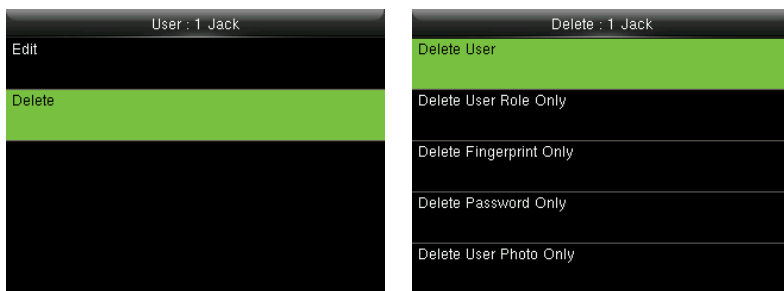 User : 1 Jack
Edit
Delete
Delete : 1 Jack
Delete User
Delete User Role Only
Delete Fingerprint Only
Delete Password Only
Delete User Photo Only